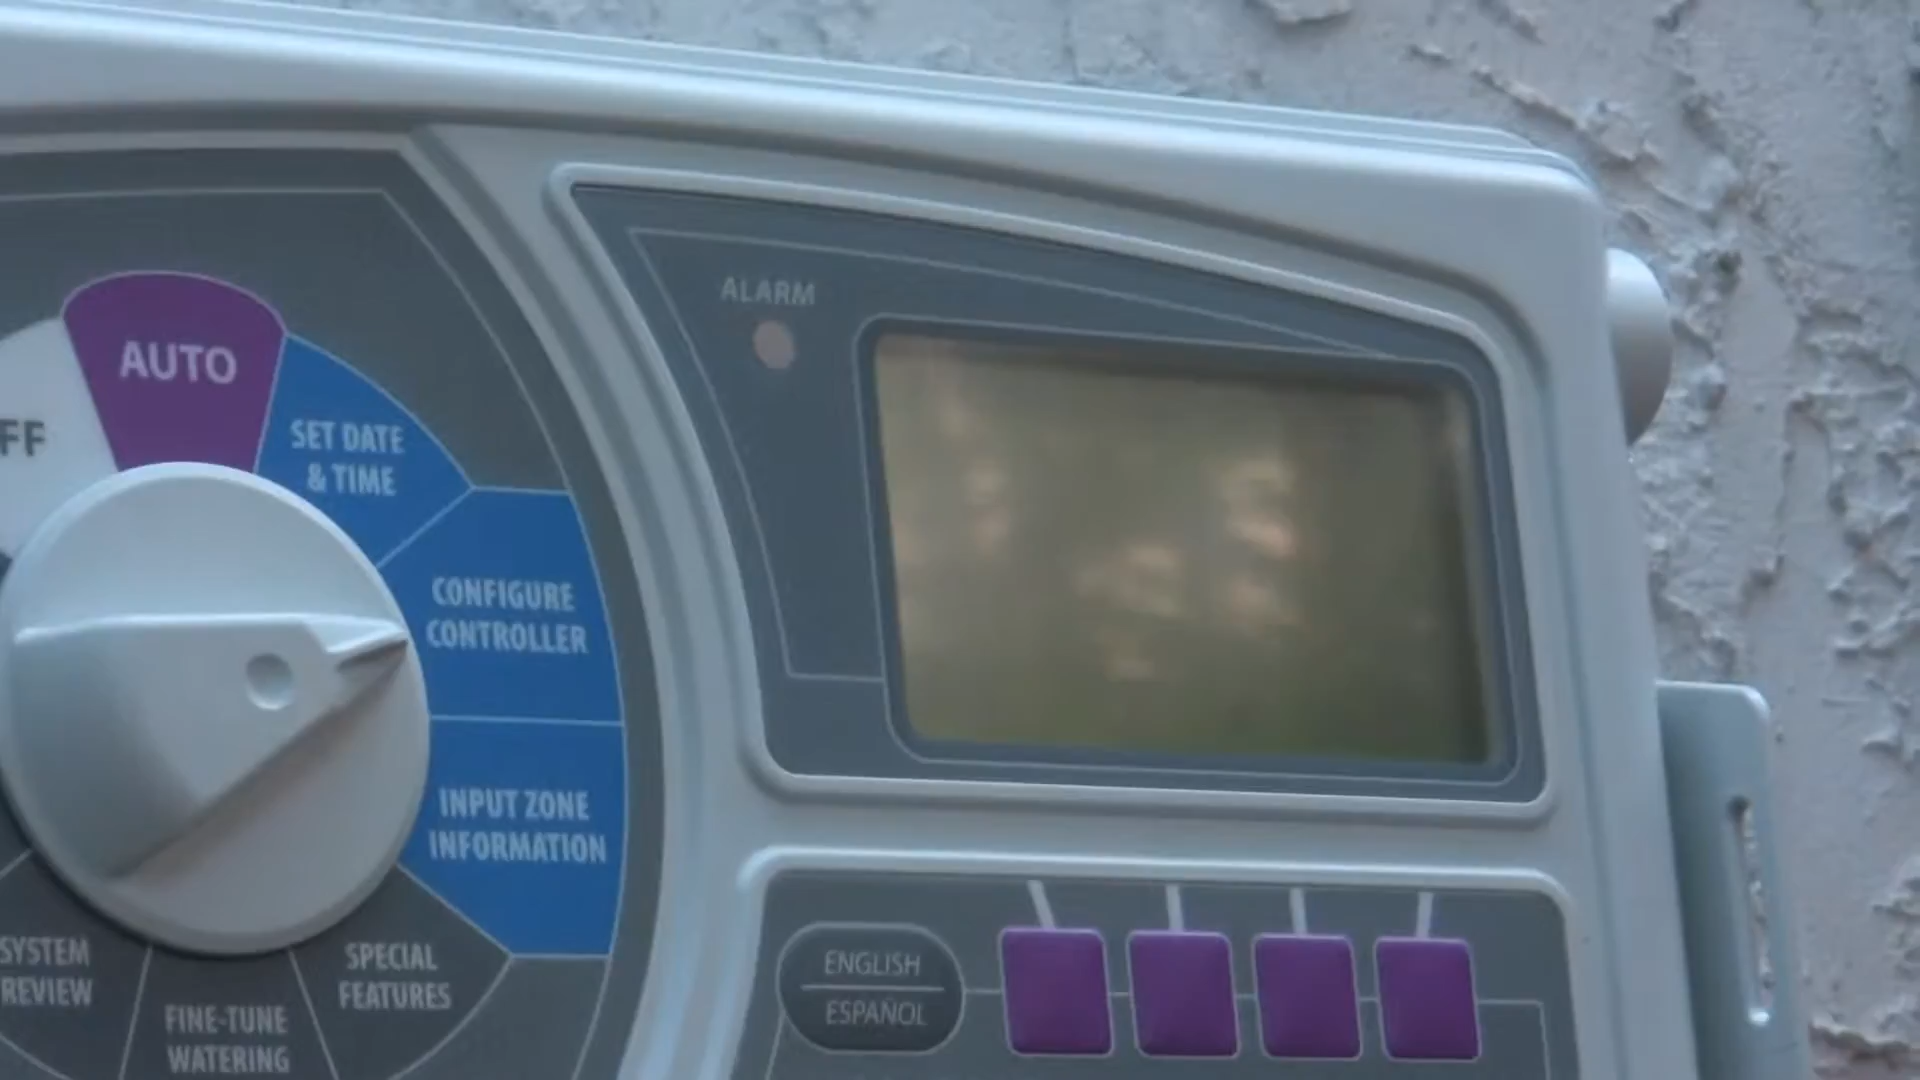 ALARM
AUTO
FF
SET DATE
& TIME
CONFIGURE
CONTROLLER
INPUT ZONE
INFORMATION
SPECIAL
FEATURES
FINE-TUNE
WATERING
SYSTEM
REVIEW
ENGLISH
ESPAÑOL